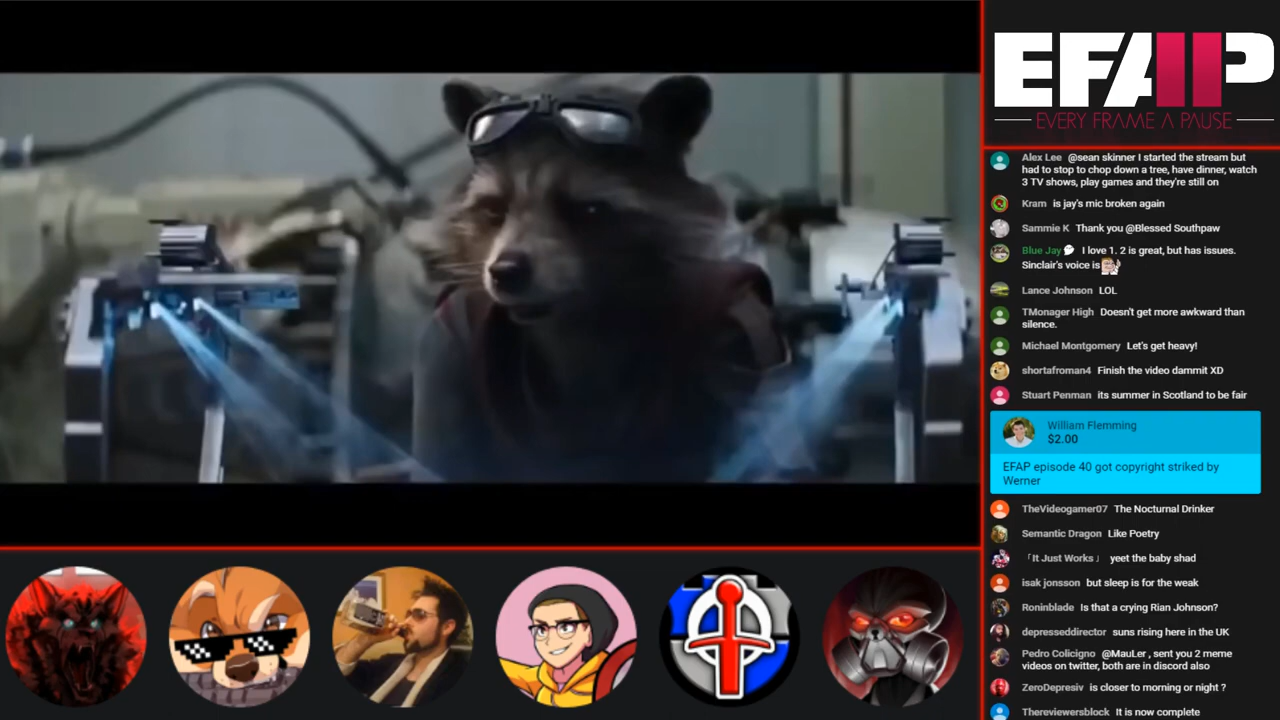 EFAP
EVERY FRAME A PAUSE
Alex Lee @sean skinner I started the stream but
had to stop to chop down a tree, have dinner, watch
3 TV shows, play games and they're still on
Kram is jay's mic broken again
Sammie K Thank you @Blessed Southpaw
Blue Jay I love 1. 2 is great, but has issues.
Sinclair's voice is
Lance Johnson LOL
TManager High Doesn't get more awkward than
silence.
Michael Montgomery Let's get heavy!
shortafroman4 Finish the video dammit XD
Stuart Penman its summer in Scotland to be fair
William Flemming
$2.00
EFAP episode 40 got copyright striked by
Werner
TheVideogamer07 The Nocturnal Drinker
Semantic Dragon Like Poetry
「It Just Works」 yeet the baby shad
isak jonsson but sleep is for the weak
Roninblade Is that a crying Rian Johnson?
depresseddirector suns rising here in the UK
Pedro Colicigno @MauLer , sent you 2 meme
videos on twitter, both are in discord also
ZeroDepresiv is closer to morning or night ?
Thereviewersblock It is now complete